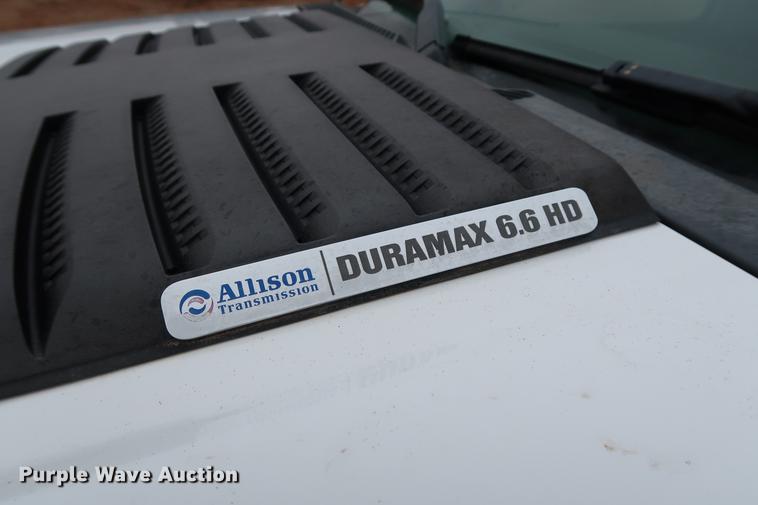 Allison
Transmission
DURAMAX 6.6 HD
Purple Wave Auction